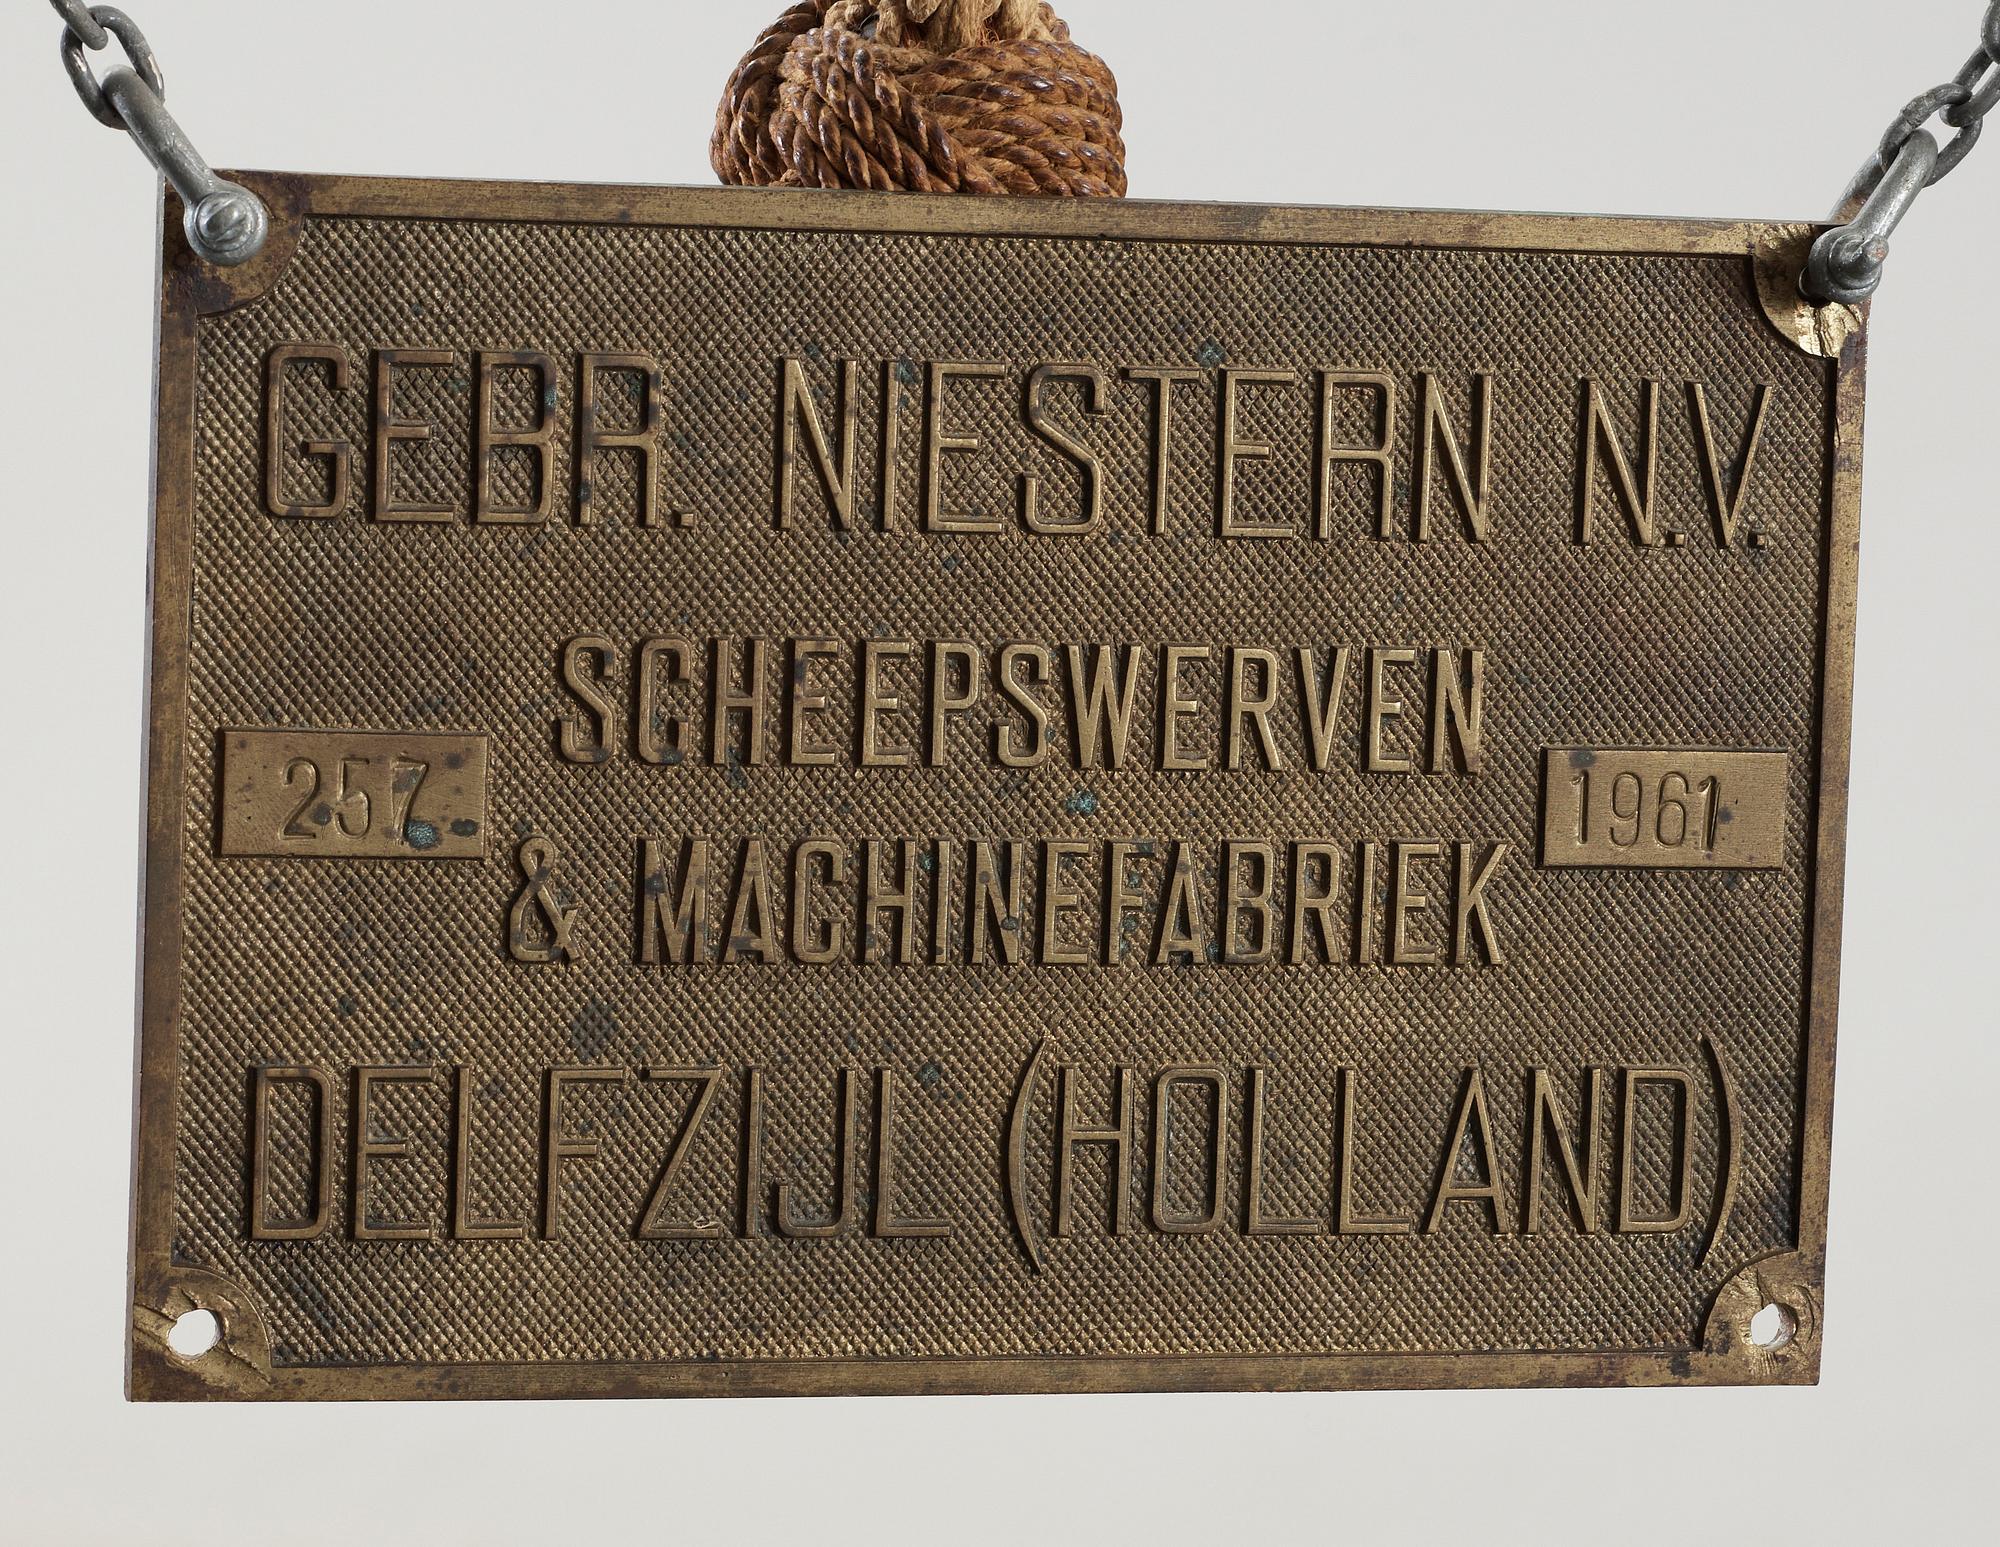 GEBR. NIESTERN N.V.
SCHEEPSWERVEN
257
1961
& MACHINEFABRIEK
DELFZIJL (HOLLAND)